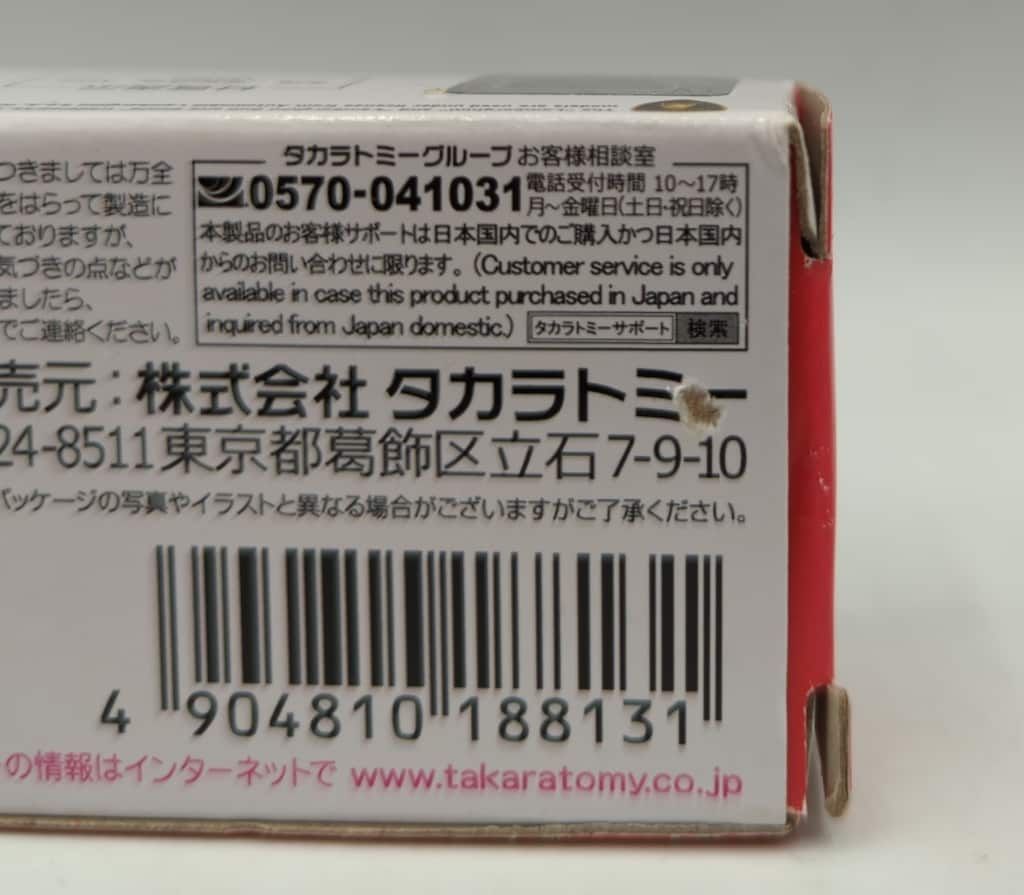 タカラトミーグループ お客様相談室
つきましては万全
をはらって製造に
ておりますが、
気づきの点などが
ましたら、
でご連絡ください。
0570-041031
電話受付時間 10〜17時
月〜金曜日(土日・祝日除く)
本製品のお客様サポートは日本国内でのご購入かつ日本国内
からのお問い合わせに限ります。(Customer service is only
available in case this product purchased in Japan and
inquired from Japan domestic.) タカラトミーサポート 検索
売元：株式会社 タカラトミー
24-8511 東京都葛飾区立石7-9-10
パッケージの写真やイラストと異なる場合がございますがご了承ください。
4 904810 188131
の情報はインターネットで www.takaratomy.co.jp